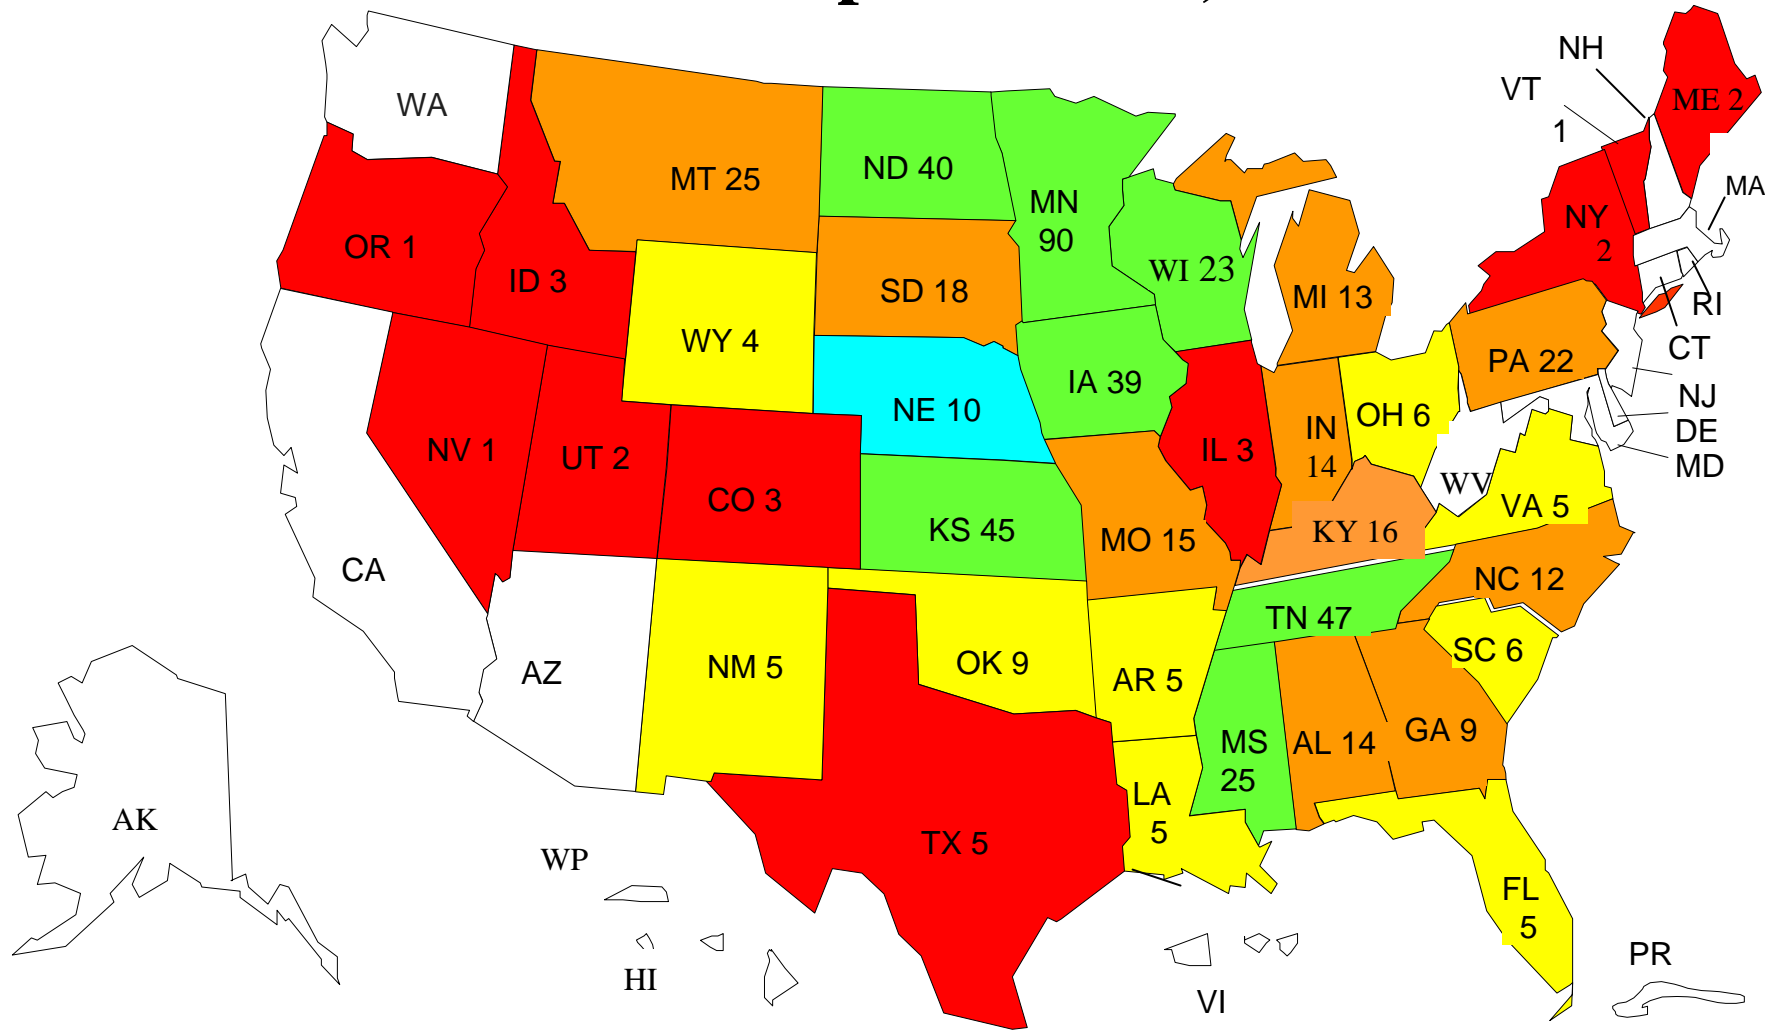 NH
VT
1
ME 2
WA
MA
MT 25
ND 40
MN
90
NY
2
OR 1
ID 3
WI 23
SD 18
MI 13
RI
WY 4
CT
PA 22
IA 39
NJ
NE 10
OH 6
DE
IN
14
NV 1
UT 2
IL 3
MD
WV
CO 3
VA 5
KS 45
MO 15
KY 16
CA
NC 12
TN 47
SC 6
AZ
NM 5
OK 9
AR 5
GA 9
MS
25
AL 14
LA
5
AK
TX 5
WP
FL
5
PR
HI
VI